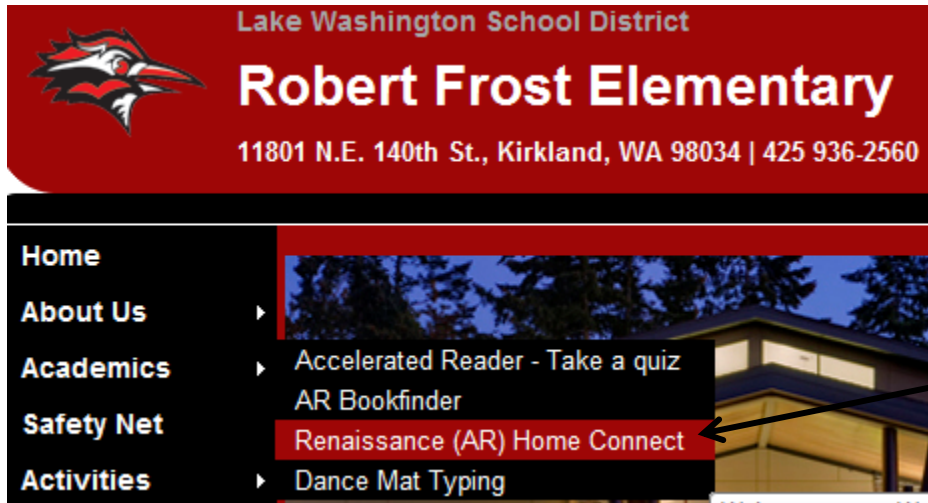 Lake Washington School District
Robert Frost Elementary
11801 N.E. 140th St., Kirkland, WA 98034 | 425 936-2560
Home
About Us
Academics
Safety Net
Activities
Accelerated Reader - Take a quiz
AR Bookfinder
Renaissance (AR) Home Connect
Dance Mat Typing